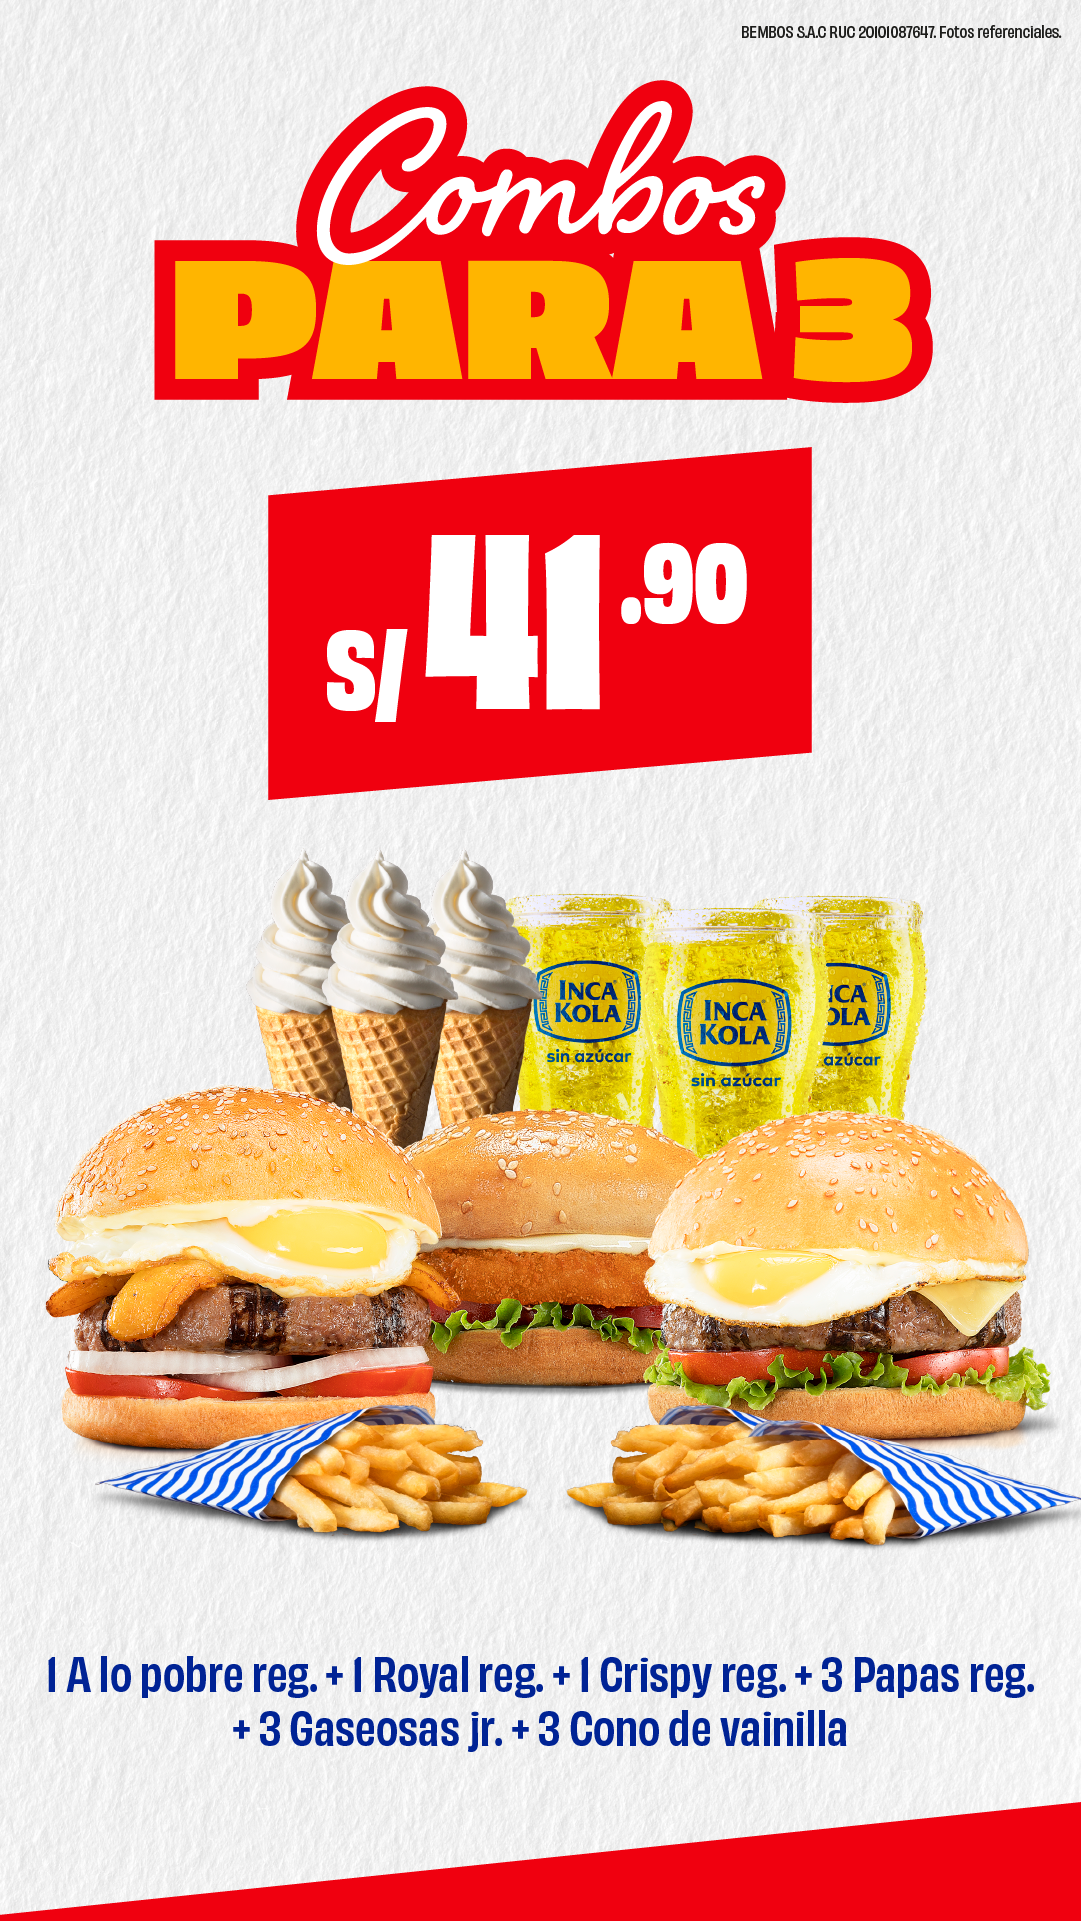 BEMBOS S.A.C RUC 20101087647. Fotos referenciales.
Combos
PARA 3
S/41.90
INCA
KOLA
sin azúcar
INCA
KOLA
sin azúcar
ICA
OLA
azúcar
1 A lo pobre reg. + 1 Royal reg. + 1 Crispy reg. + 3 Papas reg.
+ 3 Gaseosas jr. + 3 Cono de vainilla